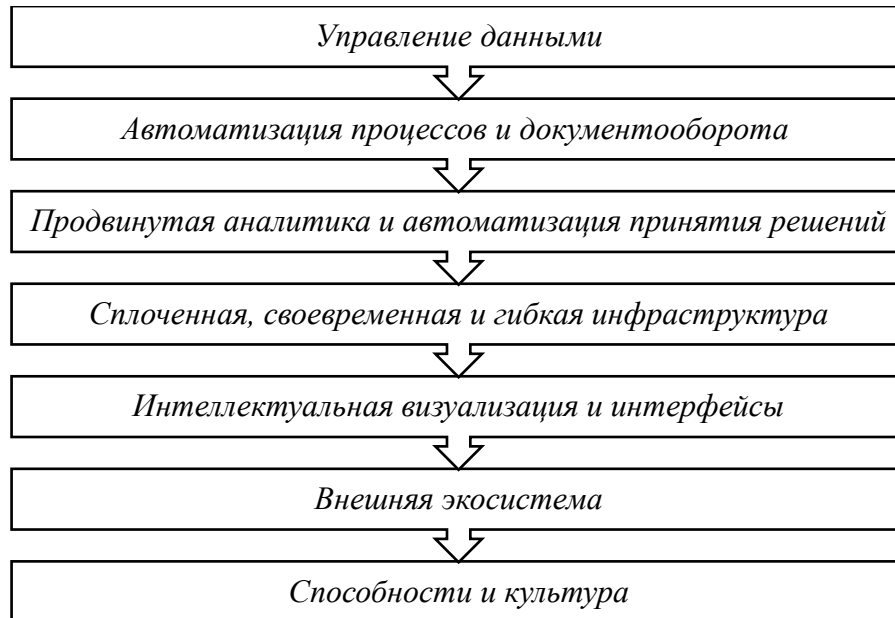 Управление данными
Автоматизация процессов и документооборота
Продвинутая аналитика и автоматизация принятия решений
Сплоченная, своевременная и гибкая инфраструктура
Интеллектуальная визуализация и интерфейсы
Внешняя экосистема
Способности и культура